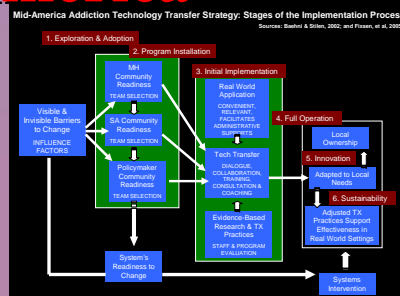 Mid-America Addiction Technology Transfer Strategy: Stages of the Implementation Proces
Sources: Backnl & Stilen, 2002; and Fixsen, et al, 2005
1. Exploration & Adoption
2. Program Installation
MH
Community
Readiness
TEAM SELECTION
3. Initial Implementation
Real World
Application
CONVENIENT,
RELEVANT,
FACILITATES
ADMINISTRATIVE
SUPPORTS
Visible &
Invisible Barriers
to Change
INFLUENCE
FACTORS
SA Community
Readiness
TEAM SELECTION
4. Full Operation
Local
Ownership
Policymaker
Community
Readiness
TEAM SELECTION
Tech Transfer
DIALOGUE,
COLLABORATION,
TRAINING,
CONSULTATION &
COACHING
5. Innovation
Adapted to Local
Needs
6. Sustainability
Evidence-Based
Research & TX
Practices
STAFF & PROGRAM
EVALUATION
Adjusted TX
Practices Support
Effectiveness in
Real World Settings
System's
Readiness to
Change
Systems
Intervention